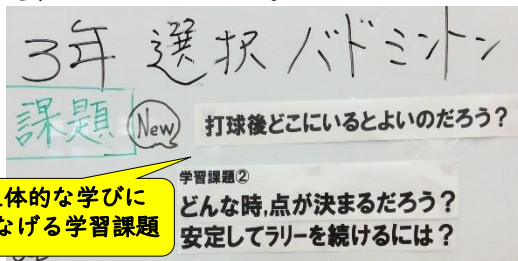 3年 選択 バドミントン
課題 New 打球後どこにいるとよいのだろう？
学習課題②
どんな時,点が決まるだろう？
安定してラリーを続けるには？
体的な学びに
なげる学習課題